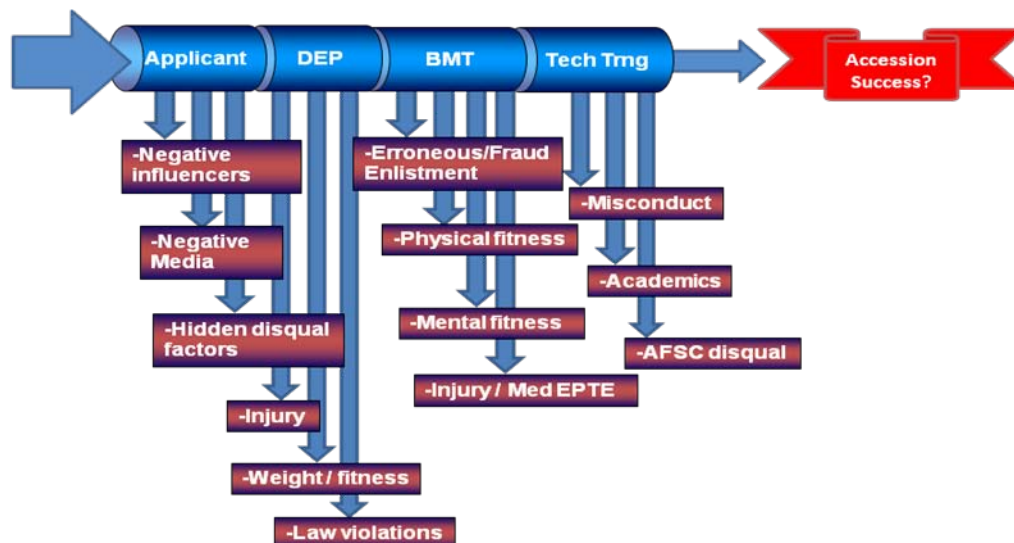 Applicant
DEP
BMT
Tech Trng
Accession
Success?
-Negative
influencers
-Negative
Media
-Hidden disqual
factors
-Injury
-Weight / fitness
-Law violations
-Erroneous/Fraud
Enlistment
-Physical fitness
-Mental fitness
-Injury / Med EPTE
-Misconduct
-Academics
-AFSC disqual